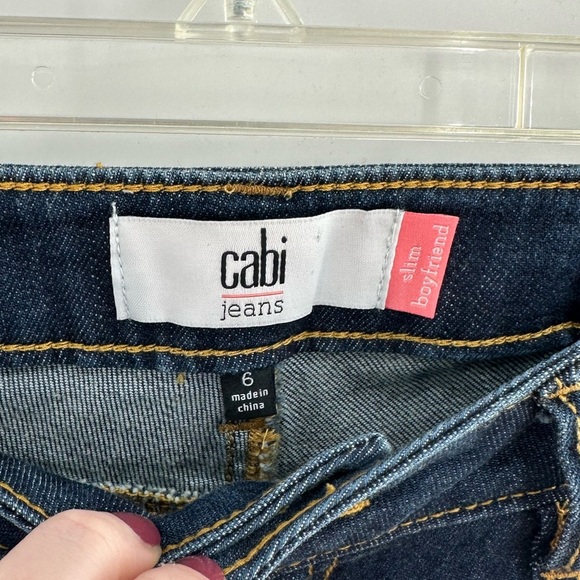 cabi
jeans
slim
boyfriend
6
made in
china